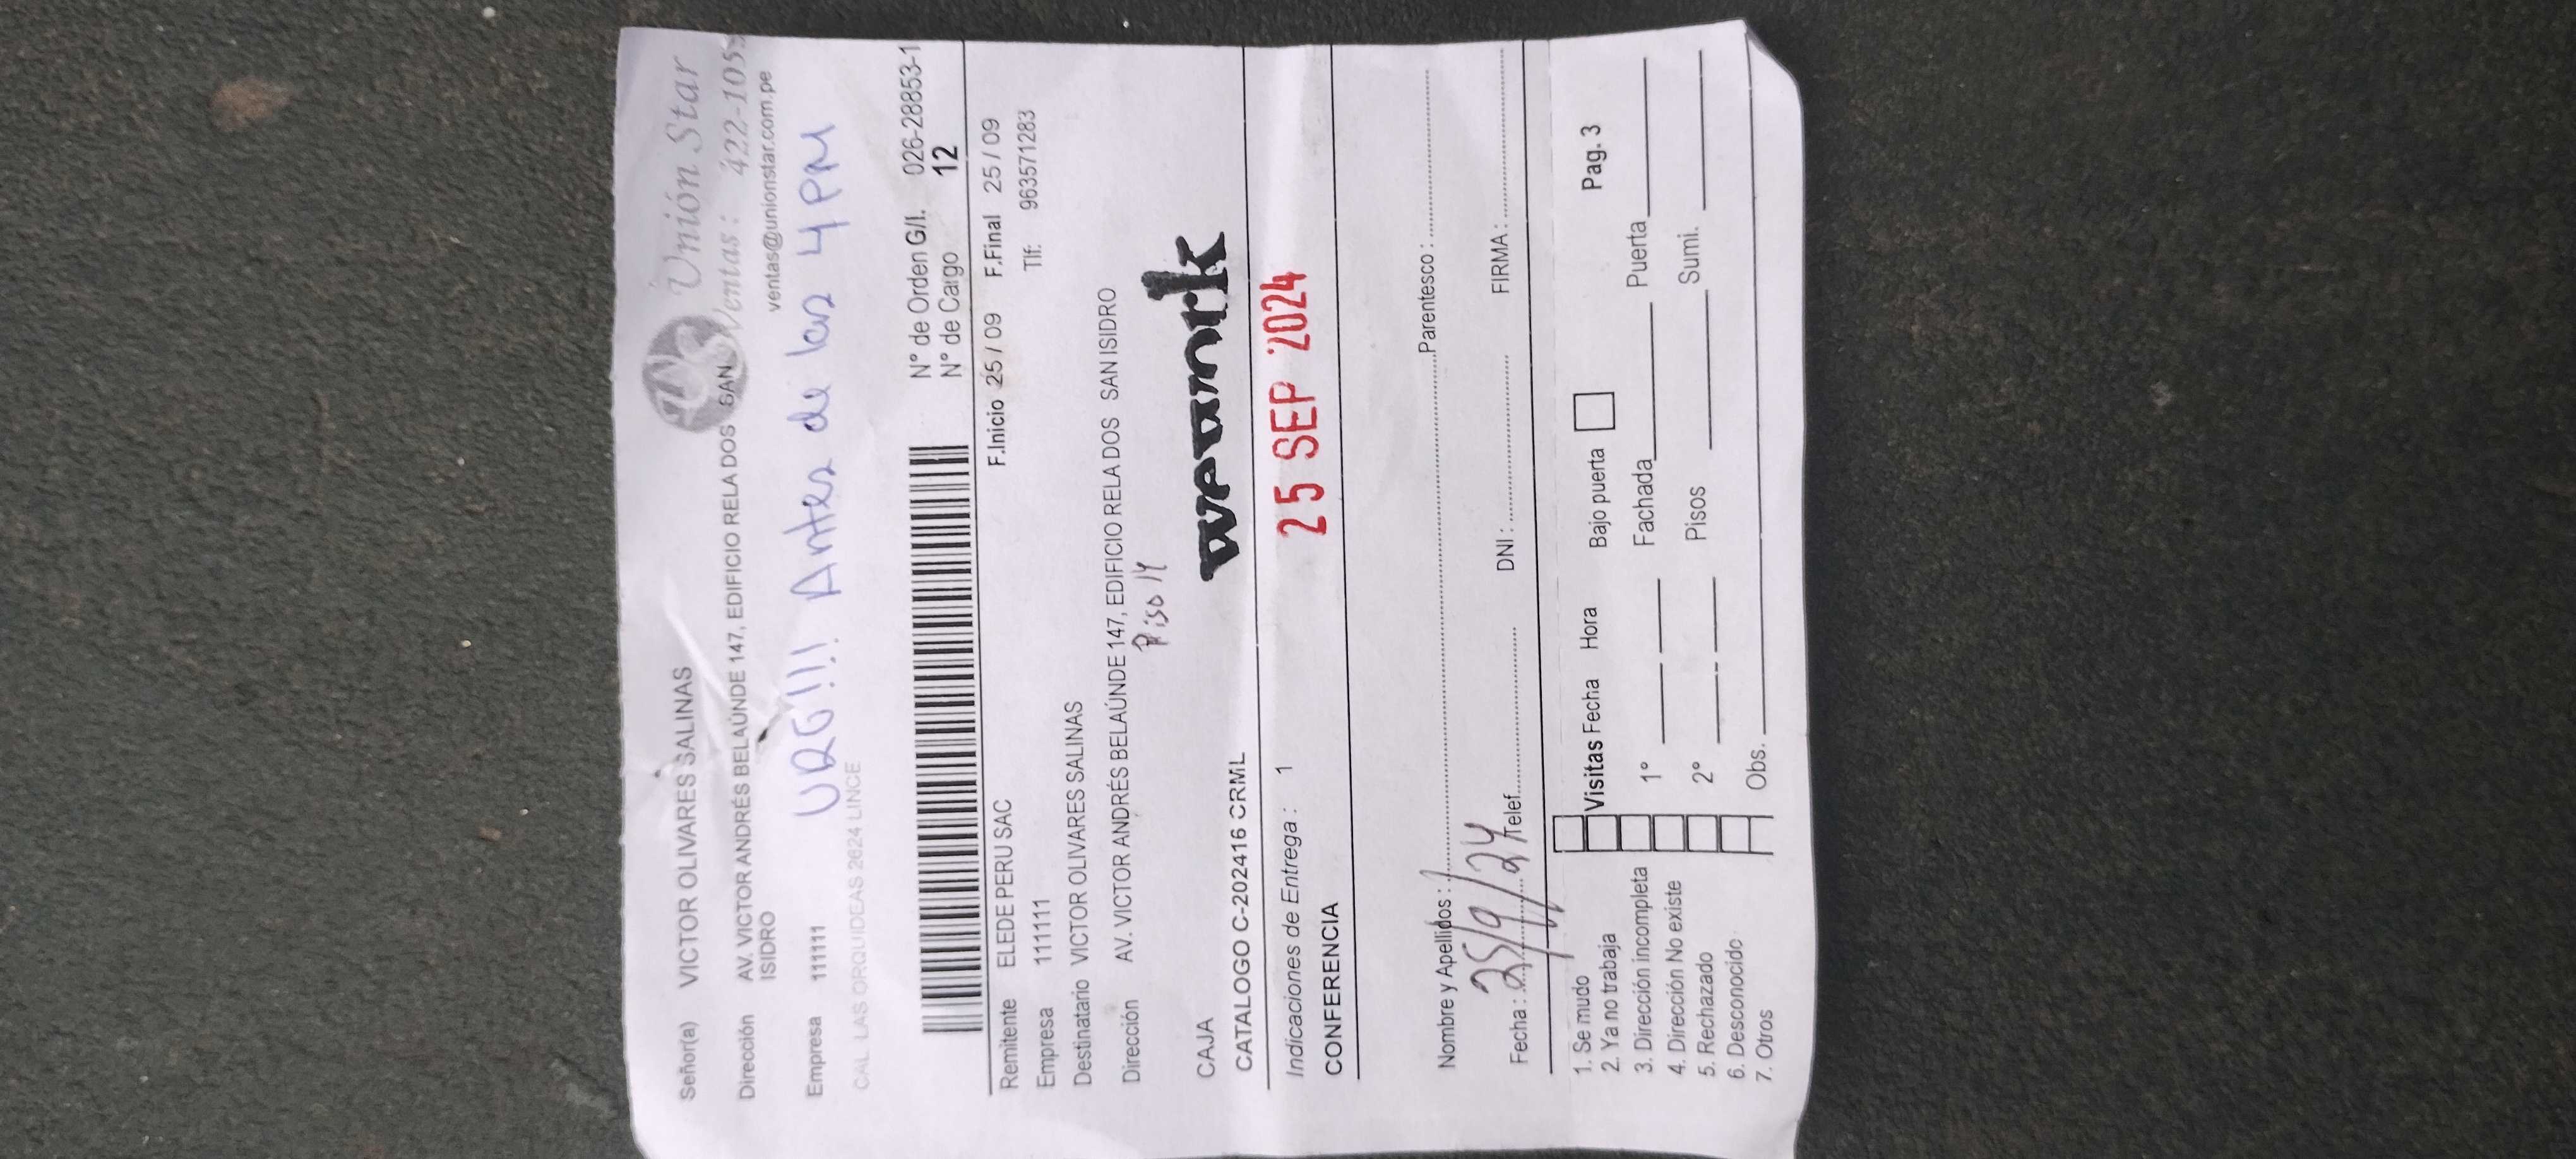 Unión Star
Señor(a) VICTOR OLIVARES SALINAS
Ventas : 422-105
Dirección AV. VICTOR ANDRÉS BELAÚNDE 147, EDIFICIO RELA DOS SAN
ISIDRO
ventas@unionstar.com.pe
URG!!! Antes de las 4 PM
Empresa 111111
CAL. LAS ORQUIDEAS 2624 LINCE
N° de Orden G/I. 026-28853-1
N° de Cargo 12
Remitente ELEDE PERU SAC F.Inicio 25 / 09 F.Final 25 / 09
Empresa 111111 Tlf: 963571283
Destinatario VICTOR OLIVARES SALINAS
Dirección AV. VICTOR ANDRÉS BELAÚNDE 147, EDIFICIO RELA DOS SAN ISIDRO
Piso 14
CAJA
wework
CATALOGO C-202416 CRML
Indicaciones de Entrega : 1
25 SEP 2024
CONFERENCIA
Nombre y Apellidos : Parentesco :
Fecha : 25/9/24 Telef. DNI : FIRMA :
1. Se mudo
2. Ya no trabaja
3. Dirección incompleta
4. Dirección No existe
5. Rechazado
6. Desconocido
7. Otros
Visitas Fecha Hora Bajo puerta Pag. 3
1° Fachada Puerta
2° Pisos Sumi.
Obs.